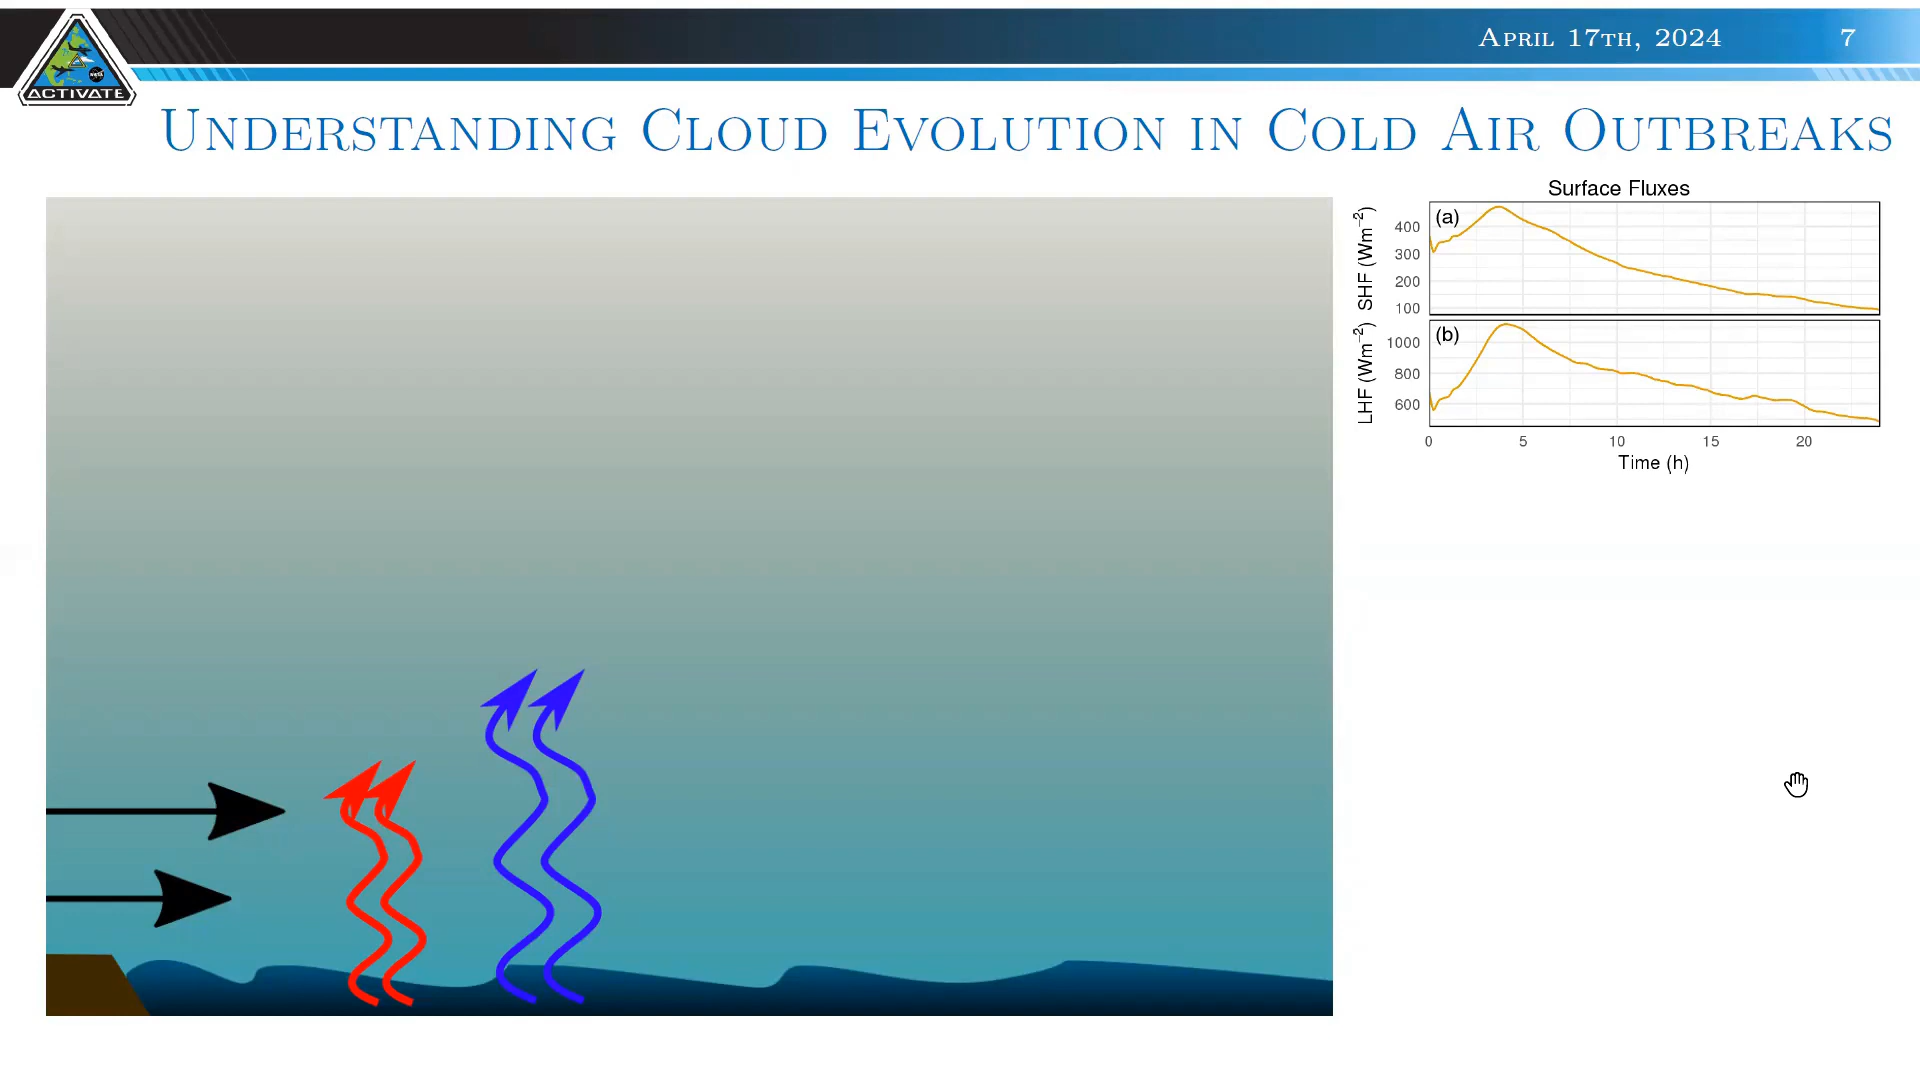 April 17th, 2024 7
ACTIVATE
NASA
Understanding Cloud Evolution in Cold Air Outbreaks
Surface Fluxes
(a)
SHF (Wm⁻²)
400
300
200
100
(b)
LHF (Wm⁻²)
1000
800
600
0 5 10 15 20
Time (h)